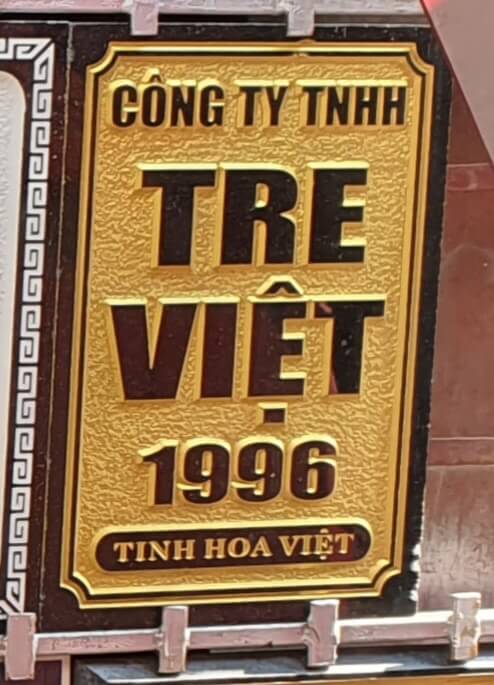 CÔNG TY TNHH
TRE
VIỆT
1996
TINH HOA VIỆT